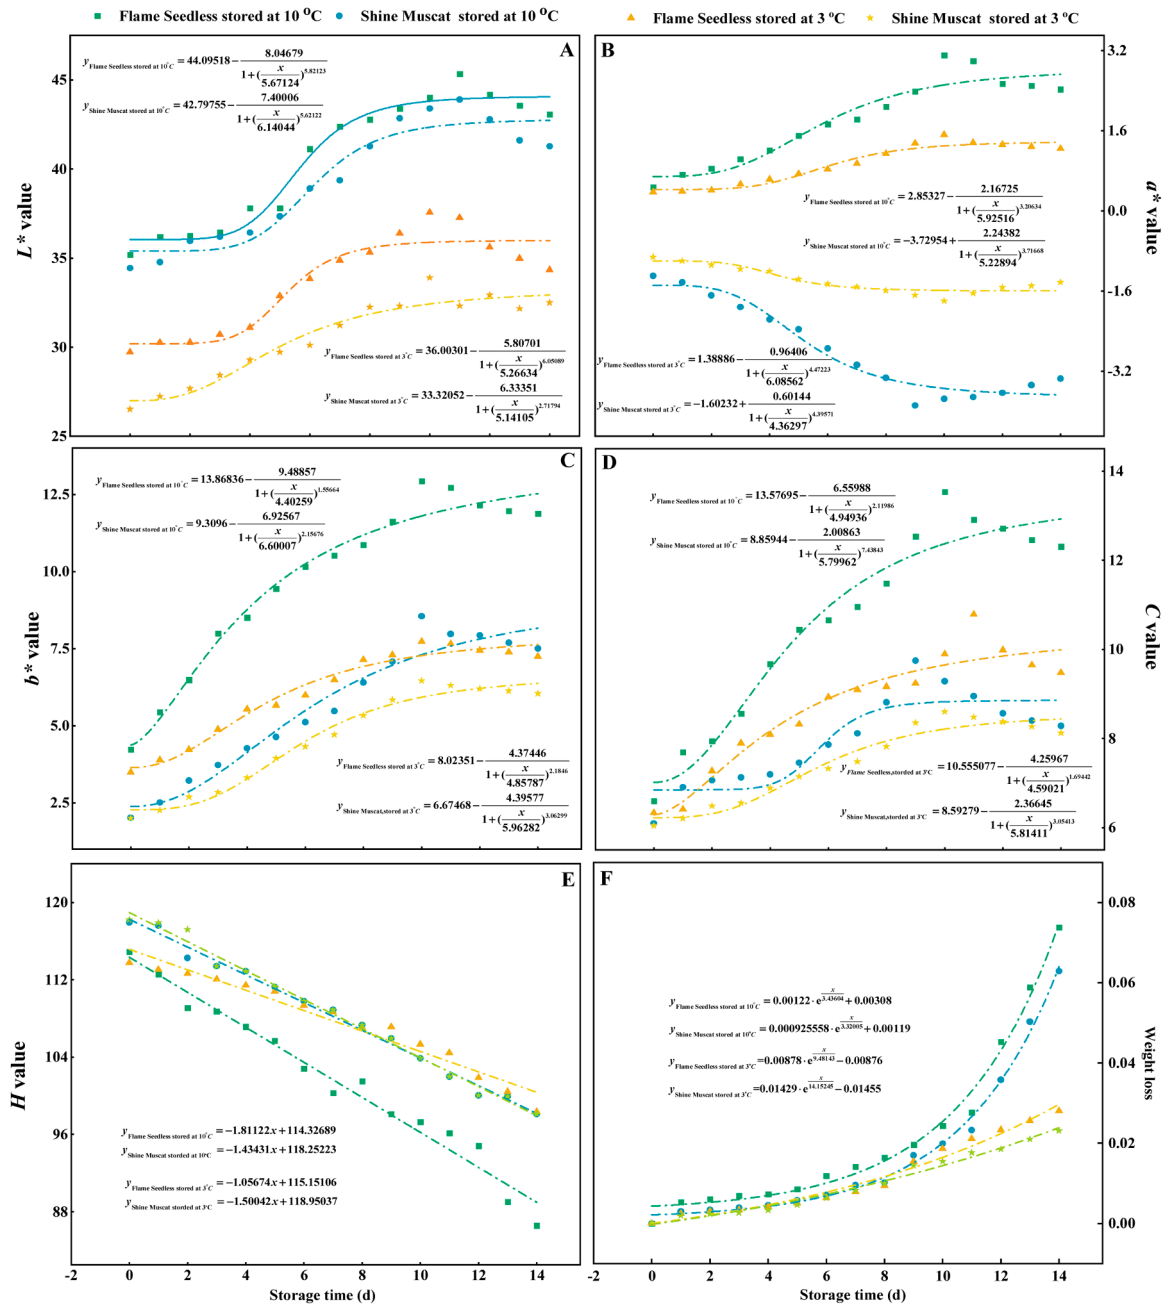 Flame Seedless stored at 10 °C Shine Muscat stored at 10 °C Flame Seedless stored at 3 °C Shine Muscat stored at 3 °C
A
y Flame Seedless stored at 10°C = 44.09518 − 8.04679 / (1+(x/5.67124)^5.82123)
y Shine Muscat stored at 10°C = 42.79755 − 7.40006 / (1+(x/6.14044)^5.62122)
45
40
35
30
25
L* value
y Flame Seedless stored at 3°C = 36.00301 − 5.80701 / (1+(x/5.26634)^6.05089)
y Shine Muscat stored at 3°C = 33.32052 − 6.33351 / (1+(x/5.14105)^2.71794)
B
3.2
1.6
0.0
-1.6
-3.2
a* value
y Flame Seedless stored at 10°C = 2.85327 − 2.16725 / (1+(x/5.92516)^3.20634)
y Shine Muscat stored at 10°C = −3.72954 + 2.24382 / (1+(x/5.22894)^3.71668)
y Flame Seedless stored at 3°C = 1.38886 − 0.96406 / (1+(x/6.08562)^4.47223)
y Shine Muscat stored at 3°C = −1.60232 + 0.60144 / (1+(x/4.36297)^4.39571)
C
y Flame Seedless stored at 10°C = 13.86836 − 9.48857 / (1+(x/4.40259)^1.55664)
y Shine Muscat stored at 10°C = 9.3096 − 6.92567 / (1+(x/6.60007)^2.15676)
12.5
10.0
7.5
5.0
2.5
b* value
y Flame Seedless stored at 3°C = 8.02351 − 4.37446 / (1+(x/4.85787)^2.1846)
y Shine Muscat,stored at 3°C = 6.67468 − 4.39577 / (1+(x/5.96282)^3.06299)
D
14
12
10
8
6
C value
y Flame Seedless stored at 10°C = 13.57695 − 6.55988 / (1+(x/4.94936)^2.11986)
y Shine Muscat stored at 10°C = 8.85944 − 2.00863 / (1+(x/5.79962)^7.43843)
y Flame Seedless,storded at 3°C = 10.555077 − 4.25967 / (1+(x/4.59021)^1.69442)
y Shine Muscat,storded at 3°C = 8.59279 − 2.36645 / (1+(x/5.81411)^3.05413)
E
120
112
104
96
88
H value
y Flame Seedless stored at 10°C = −1.81122x + 114.32689
y Shine Muscat storted at 10°C = −1.43431x + 118.25223
y Flame Seedless stored at 3°C = −1.05674x + 115.15106
y Shine Muscat stored at 3°C = −1.50042x + 118.95037
-2 0 2 4 6 8 10 12 14
Storage time (d)
F
0.08
0.06
0.04
0.02
0.00
Weight loss
y Flame Seedless stored at 10°C = 0.00122·e^(x/3.43604) + 0.00308
y Shine Muscat stored at 10°C = 0.000925558·e^(x/3.32005) + 0.00119
y Flame Seedless stored at 3°C =0.00878·e^(x/9.48143) − 0.00876
y Shine Muscat stored at 3°C =0.01429·e^(x/14.15245) − 0.01455
-2 0 2 4 6 8 10 12 14
Storage time (d)